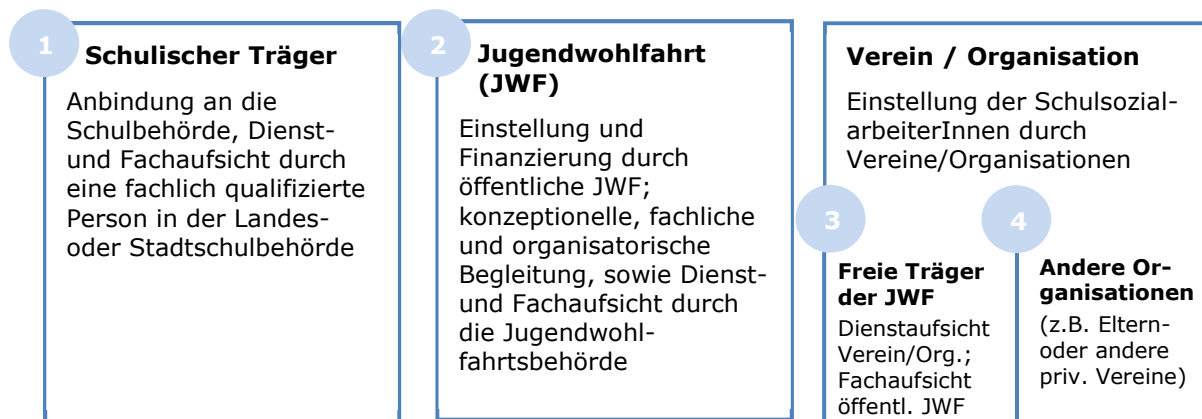 1
Schulischer Träger
Anbindung an die
Schulbehörde, Dienst-
und Fachaufsicht durch
eine fachlich qualifizierte
Person in der Landes-
oder Stadtschulbehörde
2
Jugendwohlfahrt
(JWF)
Einstellung und
Finanzierung durch
öffentliche JWF;
konzeptionelle, fachliche
und organisatorische
Begleitung, sowie Dienst-
und Fachaufsicht durch
die Jugendwohl-
fahrtsbehörde
Verein / Organisation
Einstellung der Schulsozial-
arbeiterInnen durch
Vereine/Organisationen
3
Freie Träger
der JWF
Dienstaufsicht
Verein/Org.;
Fachaufsicht
öffentl. JWF
4
Andere Or-
ganisationen
(z.B. Eltern-
oder andere
priv. Vereine)